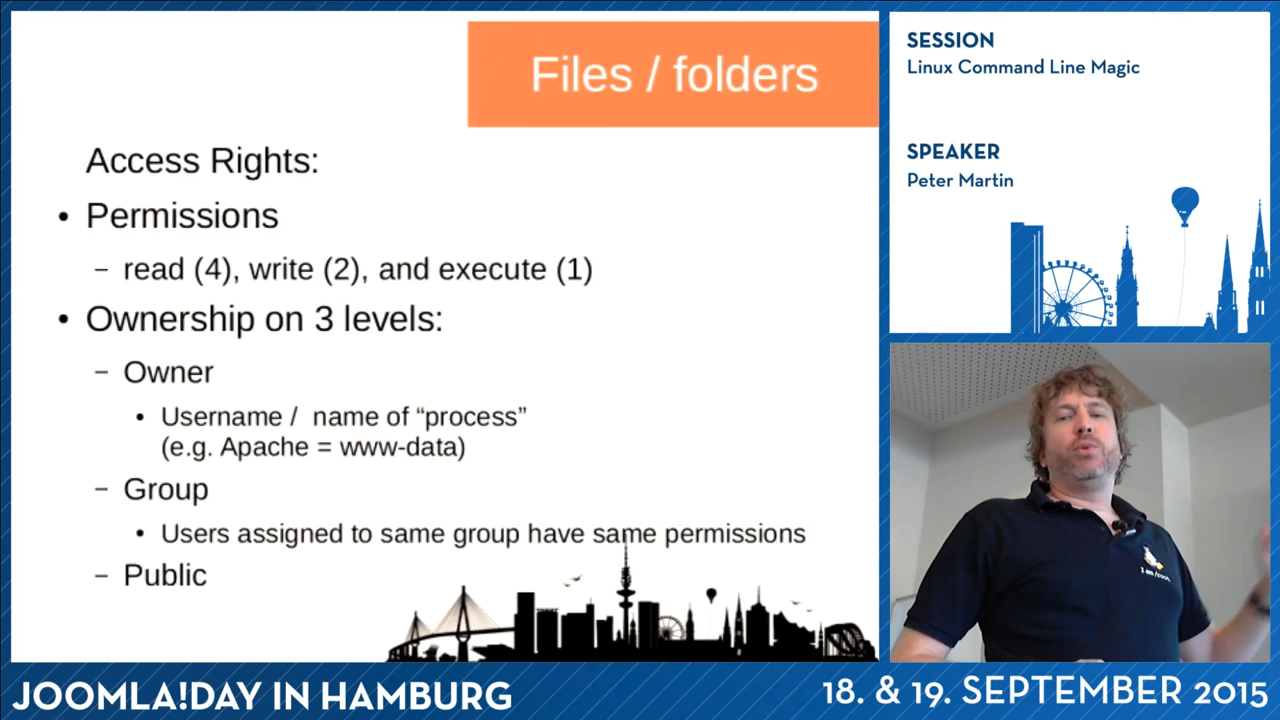 Files / folders
Access Rights:
• Permissions
– read (4), write (2), and execute (1)
• Ownership on 3 levels:
– Owner
• Username / name of “process”
(e.g. Apache = www-data)
– Group
• Users assigned to same group have same permissions
– Public
SESSION
Linux Command Line Magic
SPEAKER
Peter Martin
I am /root.
JOOMLA!DAY IN HAMBURG
18. & 19. SEPTEMBER 2015